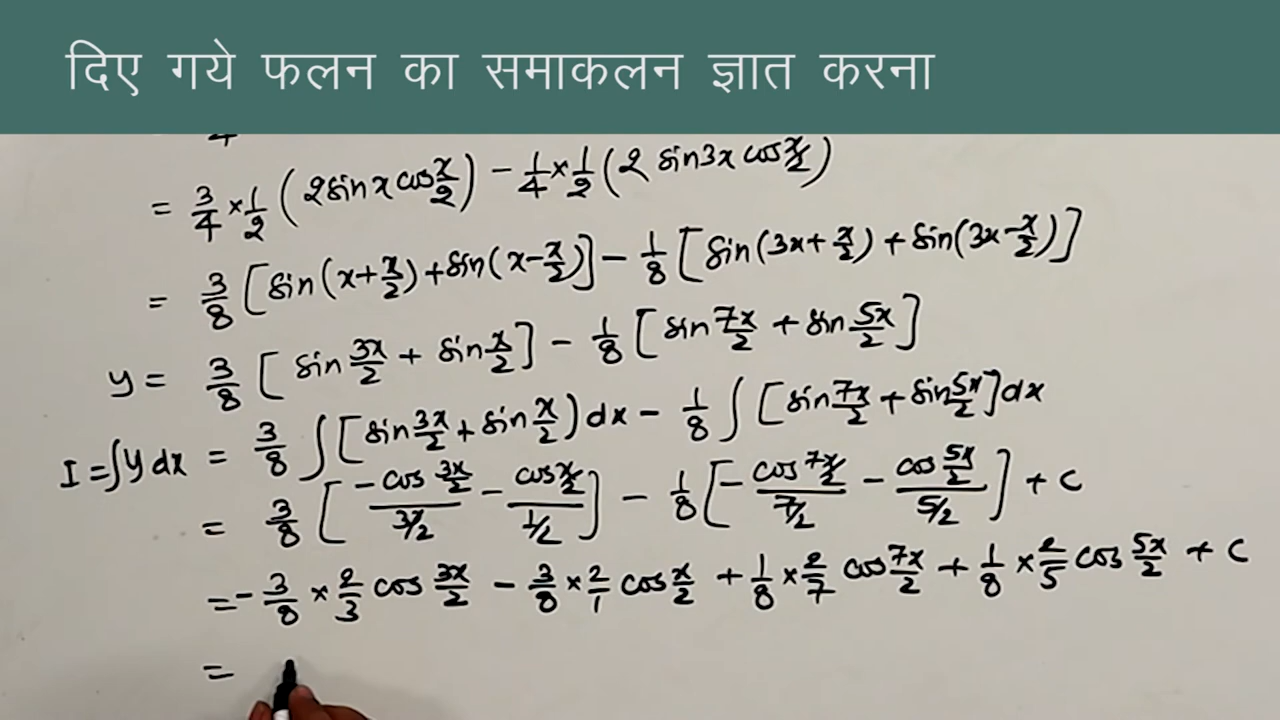 दिए गये फलन का समाकलन ज्ञात करना
4
= 3/4 × 1/2 (2 sin x cos x/2) - 1/4 × 1/2 (2 sin 3x cos x/2)
= 3/8 [sin(x + x/2) + sin(x - x/2)] - 1/8 [sin(3x + x/2) + sin(3x - x/2)]
y = 3/8 [sin 3x/2 + sin x/2] - 1/8 [sin 7x/2 + sin 5x/2]
I = ∫y dx = 3/8 ∫[sin 3x/2 + sin x/2) dx - 1/8 ∫ [sin 7x/2 + sin 5x/2] dx
= 3/8 [(-cos 3x/2)/(3/2) - (cos x/2)/(1/2)] - 1/8 [-(cos 7x/2)/(7/2) - (cos 5x/2)/(5/2)] + C
= - 3/8 × 2/3 cos 3x/2 - 3/8 × 2/1 cos x/2 + 1/8 × 2/7 cos 7x/2 + 1/8 × 2/5 cos 5x/2 + C
=